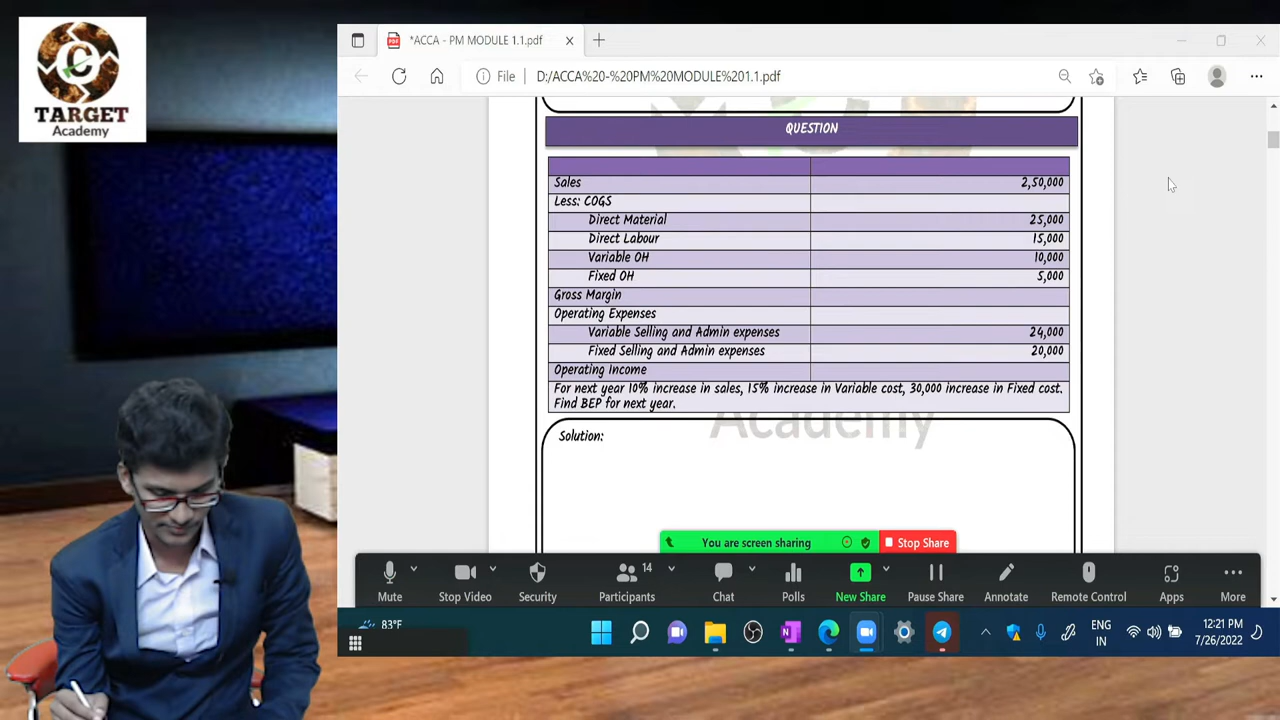 TARGET
Academy
*ACCA - PM MODULE 1.1.pdf
File
D:/ACCA%20-%20PM%20MODULE%201.1.pdf
QUESTION
Sales 2,50,000
Less: COGS
Direct Material 25,000
Direct Labour 15,000
Variable OH 10,000
Fixed OH 5,000
Gross Margin
Operating Expenses
Variable Selling and Admin expenses 24,000
Fixed Selling and Admin expenses 20,000
Operating Income
For next year 10% increase in sales, 15% increase in Variable cost, 30,000 increase in Fixed cost.
Find BEP for next year.
Academy
Solution:
You are screen sharing
Stop Share
14
Mute
Stop Video
Security
Participants
Chat
Polls
New Share
Pause Share
Annotate
Remote Control
Apps
More
83°F
ENG
IN
12:21 PM
7/26/2022